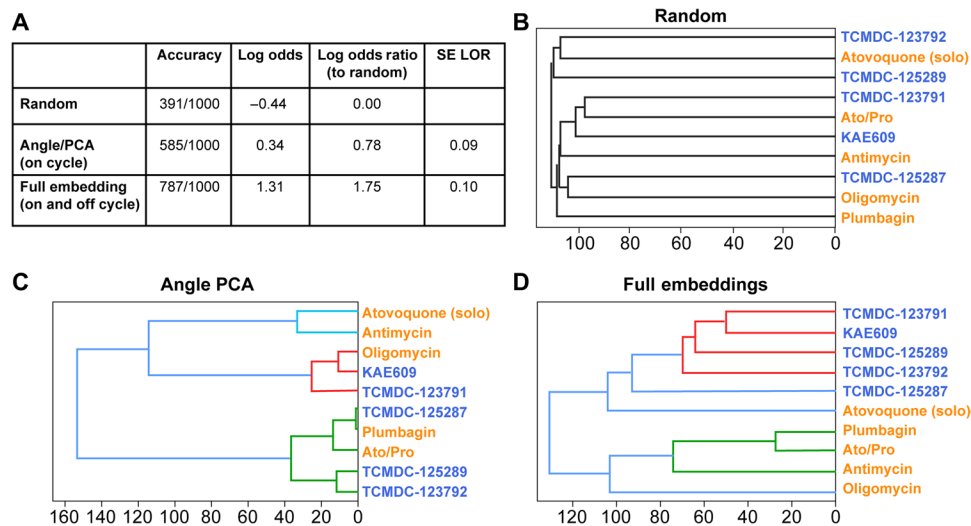 A
Accuracy Log odds Log odds ratio (to random) SE LOR
Random 391/1000 –0.44 0.00
Angle/PCA (on cycle) 585/1000 0.34 0.78 0.09
Full embedding (on and off cycle) 787/1000 1.31 1.75 0.10
B
Random
TCMDC-123792
Atovoquone (solo)
TCMDC-125289
TCMDC-123791
Ato/Pro
KAE609
Antimycin
TCMDC-125287
Oligomycin
Plumbagin
100 80 60 40 20 0
C
Angle PCA
Atovoquone (solo)
Antimycin
Oligomycin
KAE609
TCMDC-123791
TCMDC-125287
Plumbagin
Ato/Pro
TCMDC-125289
TCMDC-123792
160 140 120 100 80 60 40 20 0
D
Full embeddings
TCMDC-123791
KAE609
TCMDC-125289
TCMDC-123792
TCMDC-125287
Atovoquone (solo)
Plumbagin
Ato/Pro
Antimycin
Oligomycin
120 100 80 60 40 20 0